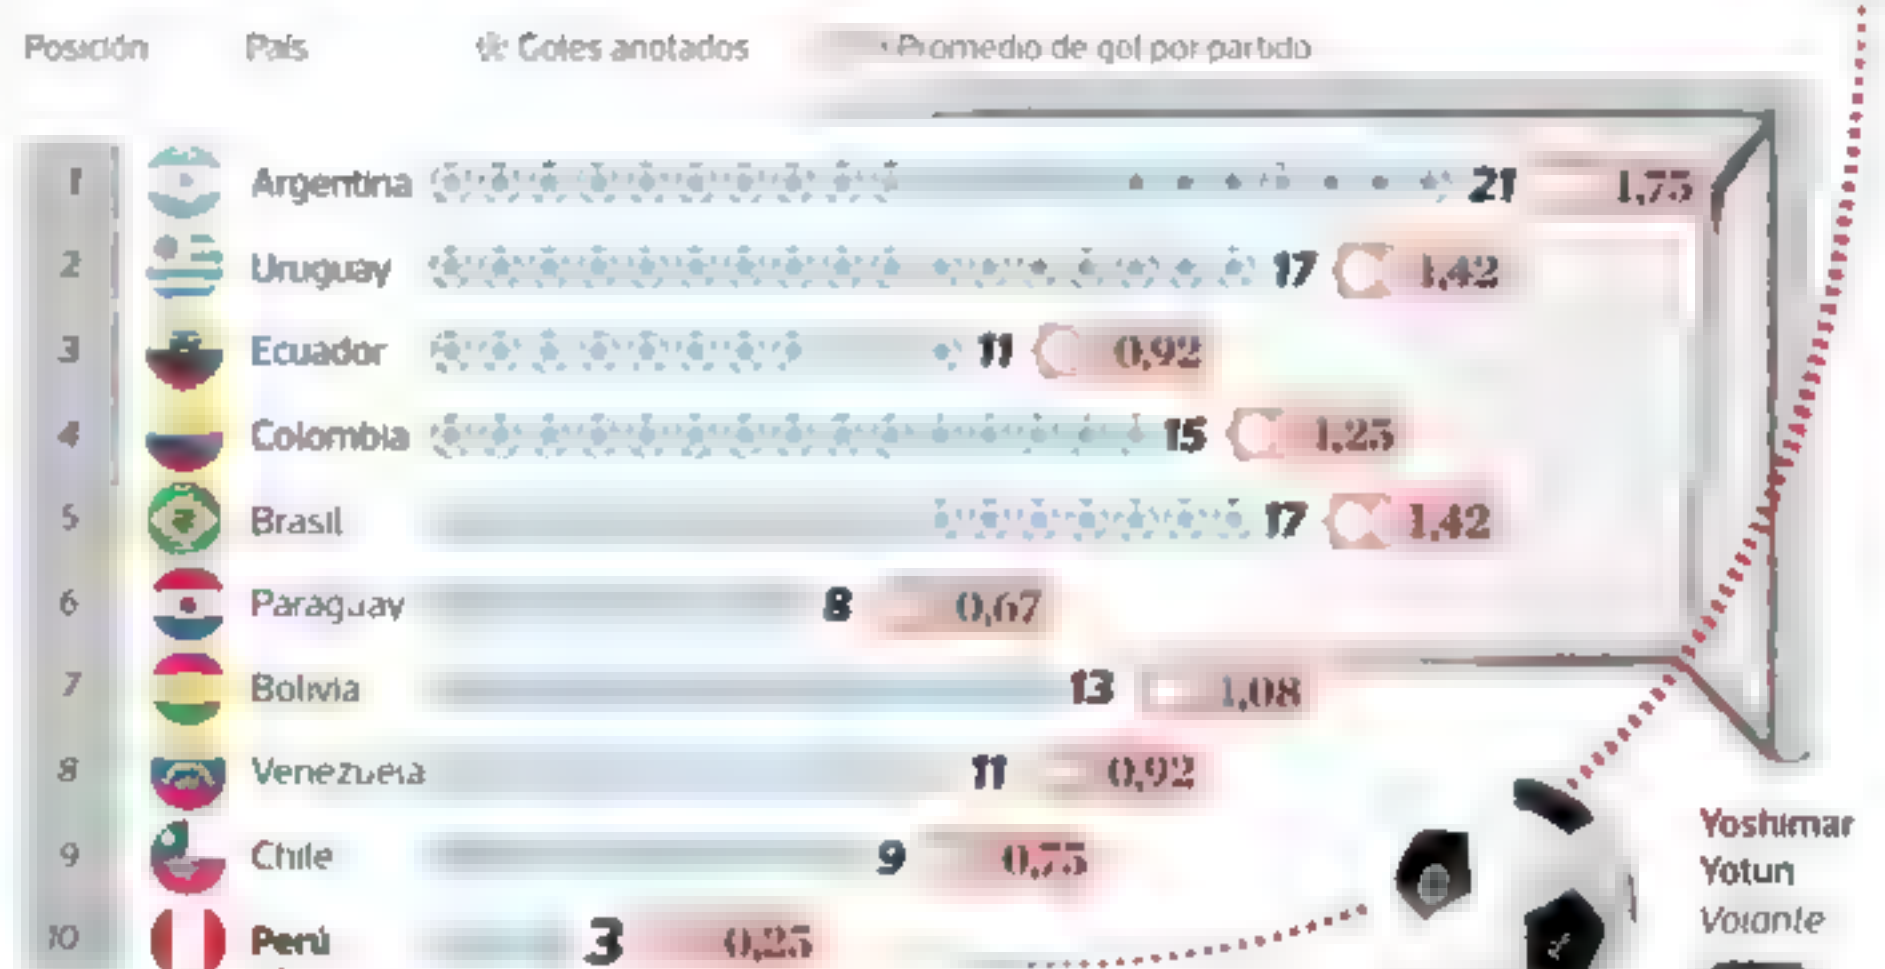 Posición País Goles anotados Promedio de gol por partido
1 Argentina 21 1,75
2 Uruguay 17 1,42
3 Ecuador 11 0,92
4 Colombia 15 1,25
5 Brasil 17 1,42
6 Paraguay 8 0,67
7 Bolivia 13 1,08
8 Venezuela 11 0,92
9 Chile 9 0,75
10 Perú 3 0,25
Yoshimar
Yotun
Volante